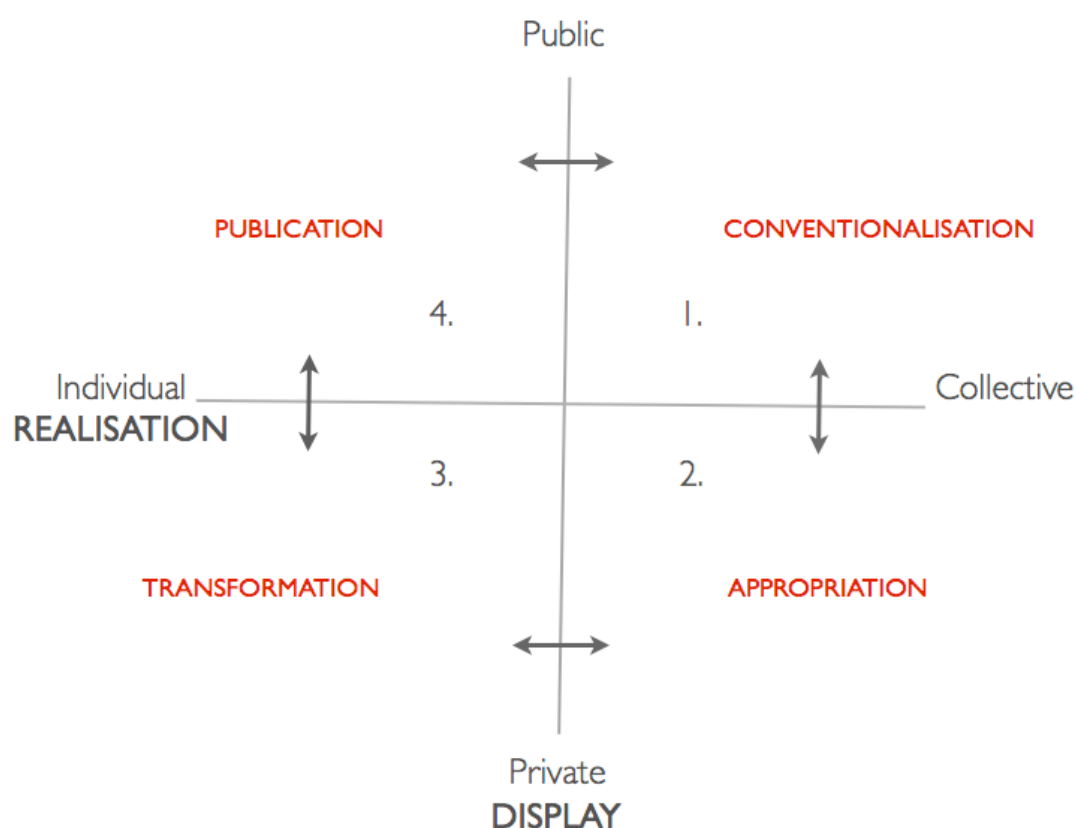 Public
PUBLICATION
CONVENTIONALISATION
4.
1.
Individual
REALISATION
Collective
3.
2.
TRANSFORMATION
APPROPRIATION
Private
DISPLAY